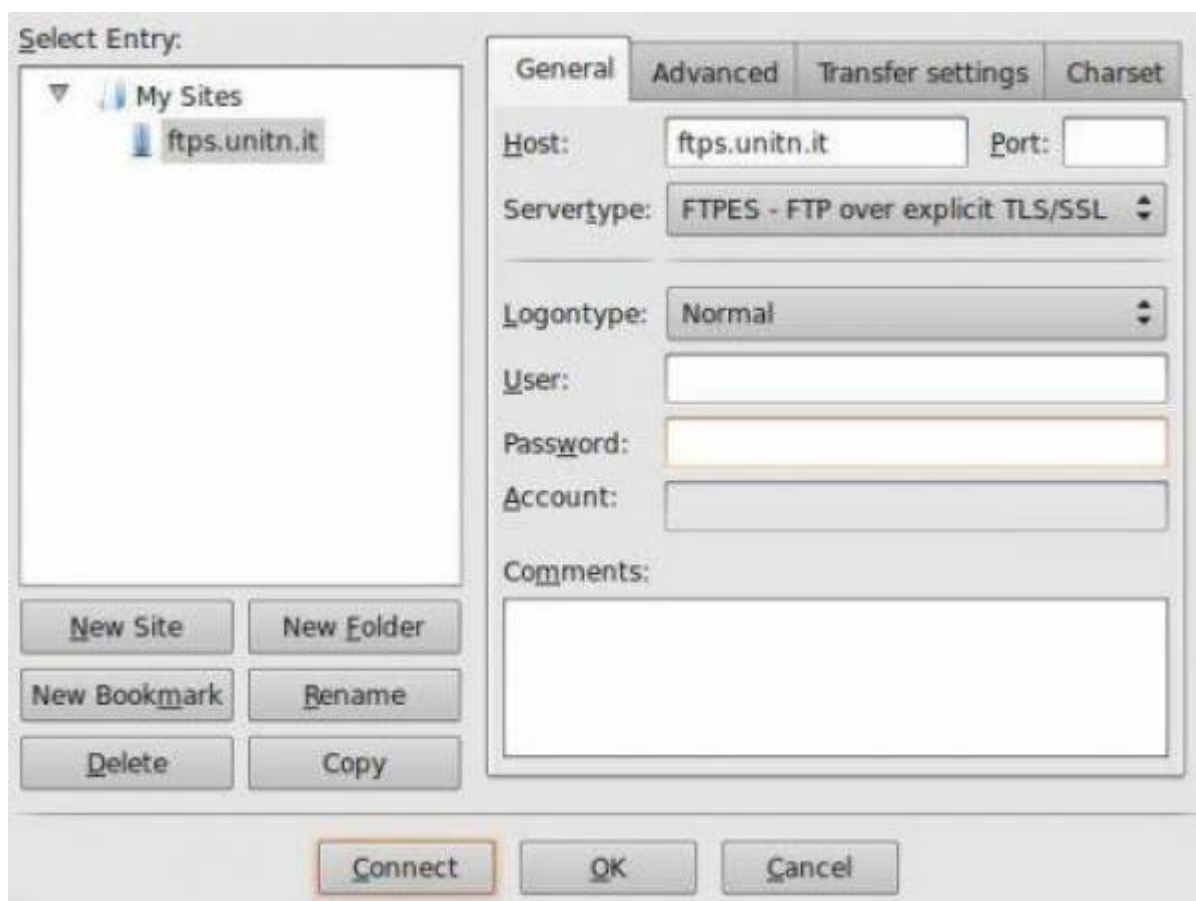 Select Entry:
My Sites
ftps.unitn.it
New Site
New Folder
New Bookmark
Rename
Delete
Copy
General
Advanced
Transfer settings
Charset
Host:
ftps.unitn.it
Port:
Servertype:
FTPES - FTP over explicit TLS/SSL
Logontype:
Normal
User:
Password:
Account:
Comments:
Connect
OK
Cancel